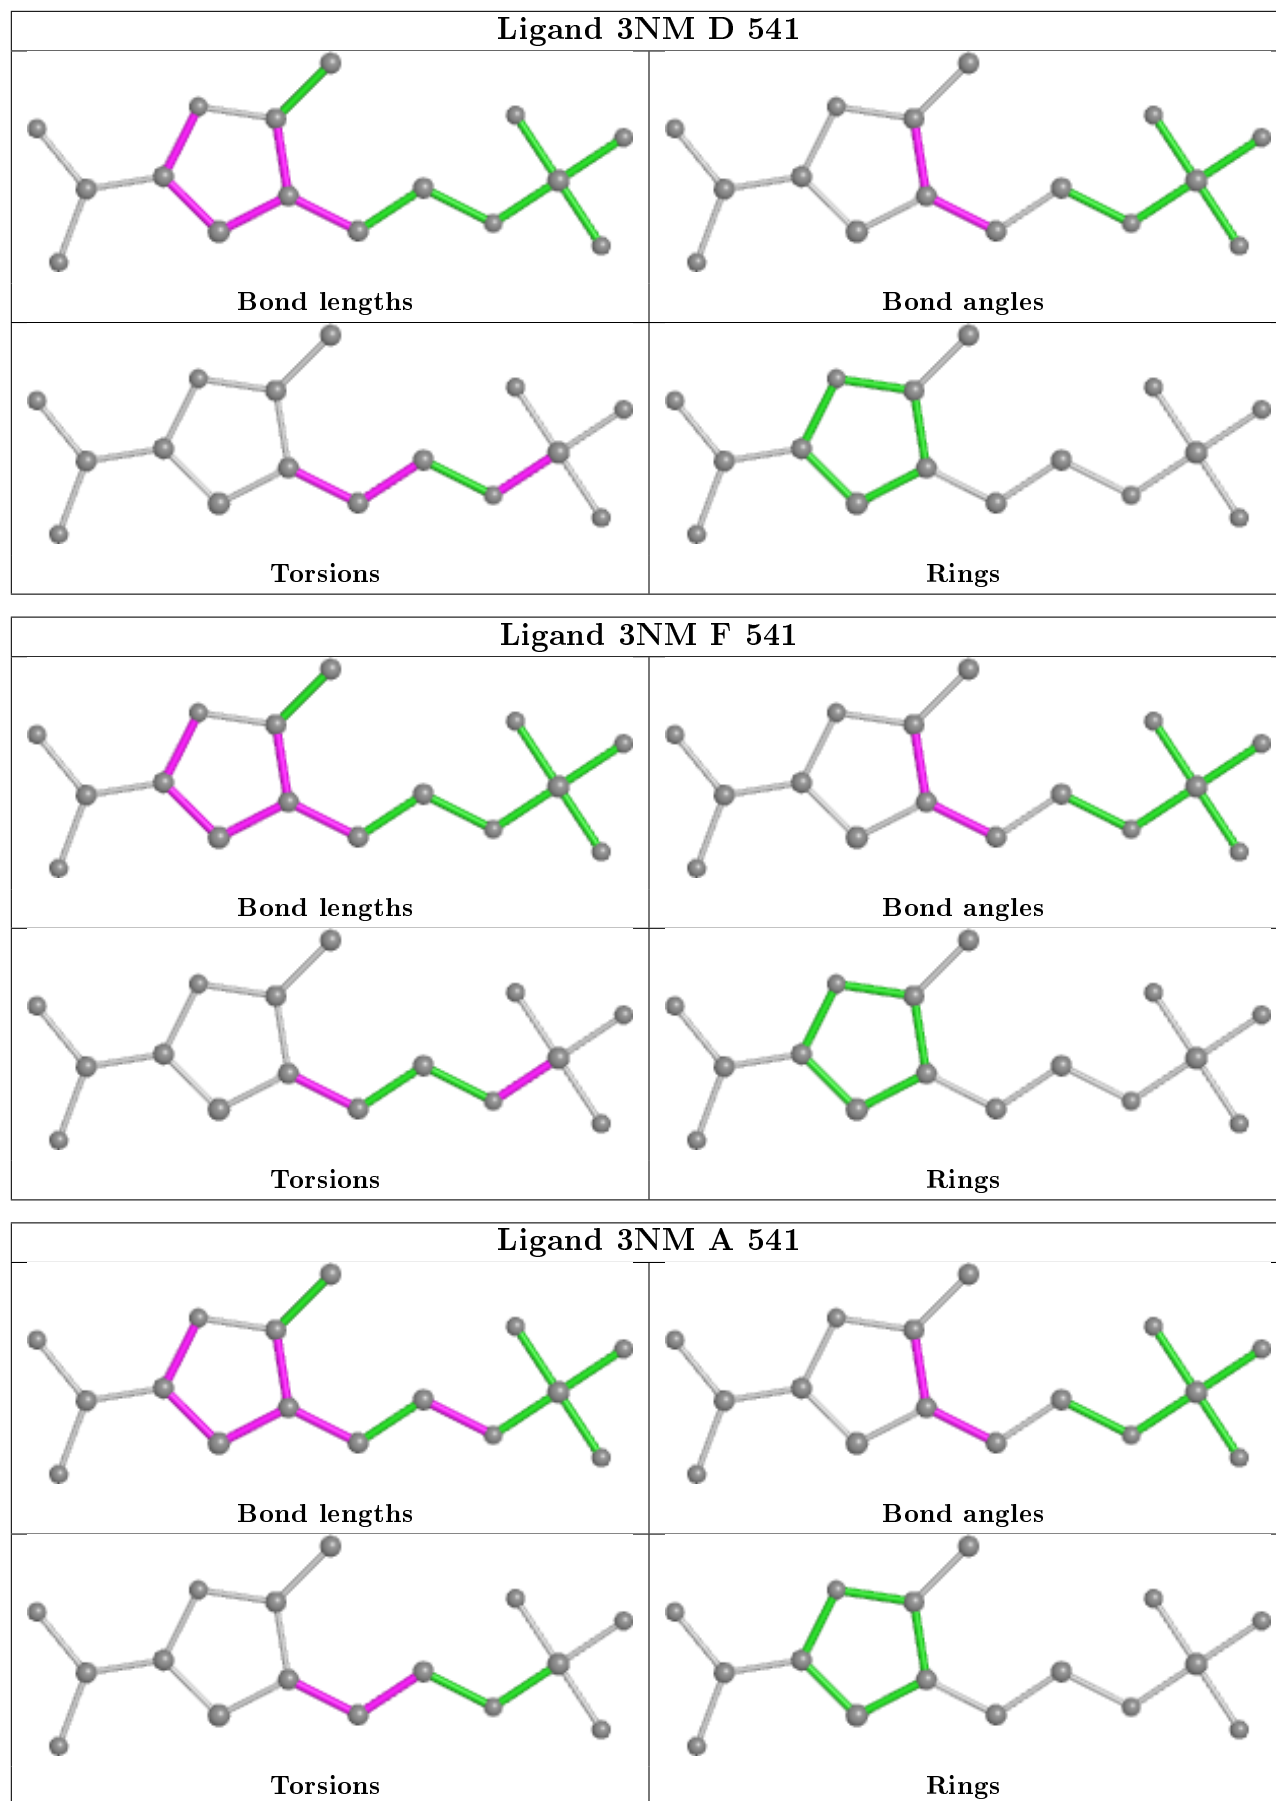 Ligand 3NM D 541
Bond lengths
Bond angles
Torsions
Rings
Ligand 3NM F 541
Bond lengths
Bond angles
Torsions
Rings
Ligand 3NM A 541
Bond lengths
Bond angles
Torsions
Rings